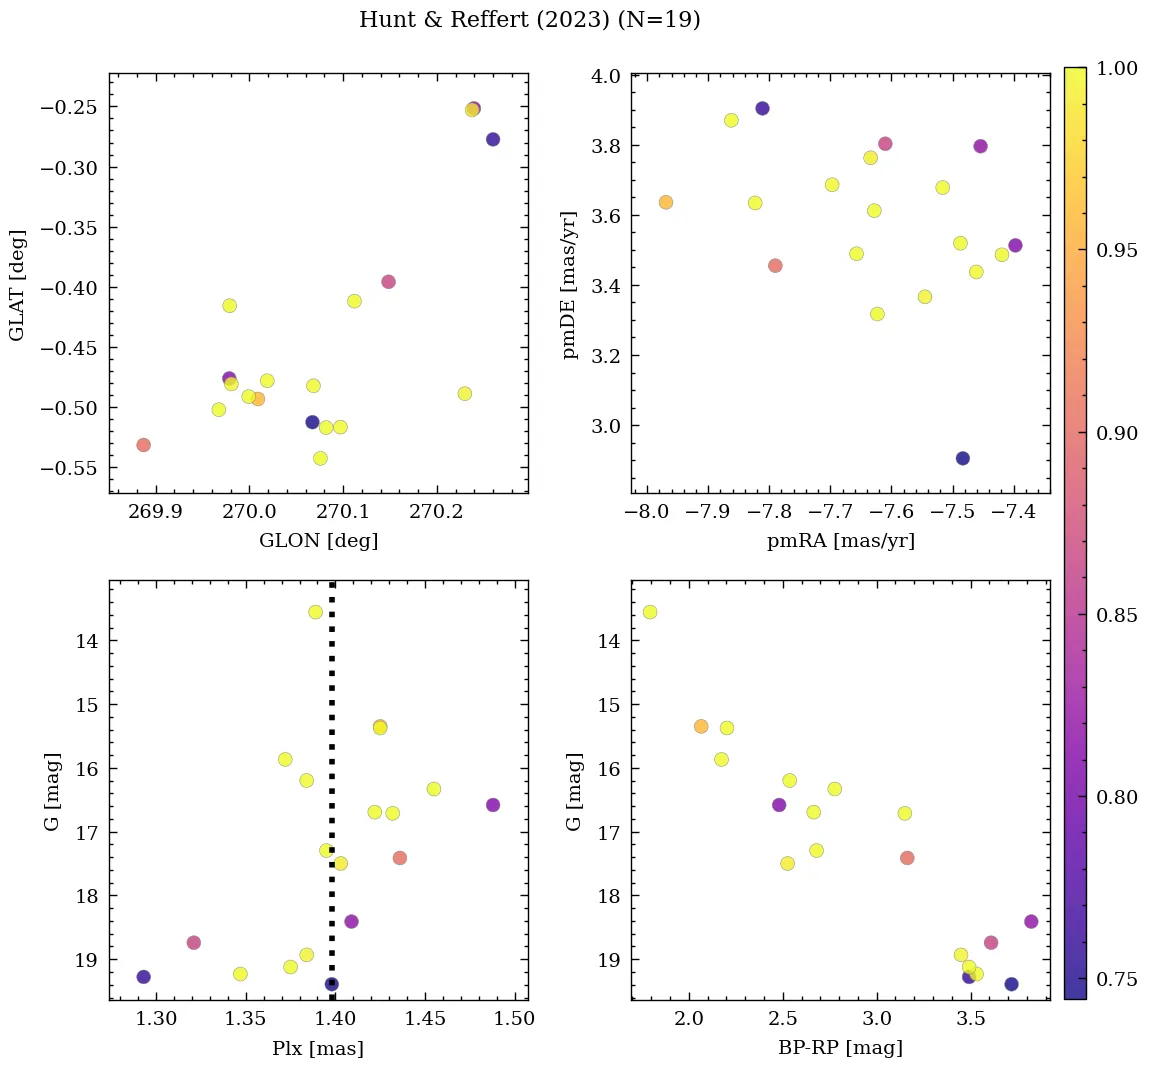 Hunt & Reffert (2023) (N=19)
−0.25
−0.30
−0.35
−0.40
−0.45
−0.50
−0.55
GLAT [deg]
269.9 270.0 270.1 270.2
GLON [deg]
4.0
3.8
3.6
3.4
3.2
3.0
pmDE [mas/yr]
−8.0 −7.9 −7.8 −7.7 −7.6 −7.5 −7.4
pmRA [mas/yr]
14
15
16
17
18
19
G [mag]
1.30 1.35 1.40 1.45 1.50
Plx [mas]
14
15
16
17
18
19
G [mag]
2.0 2.5 3.0 3.5
BP-RP [mag]
1.00
0.95
0.90
0.85
0.80
0.75